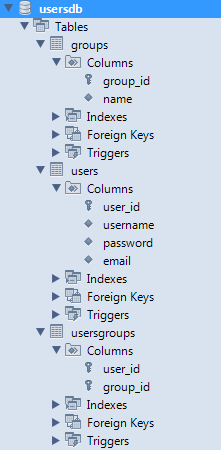 usersdb
Tables
groups
Columns
group_id
name
Indexes
Foreign Keys
Triggers
users
Columns
user_id
username
password
email
Indexes
Foreign Keys
Triggers
usersgroups
Columns
user_id
group_id
Indexes
Foreign Keys
Triggers